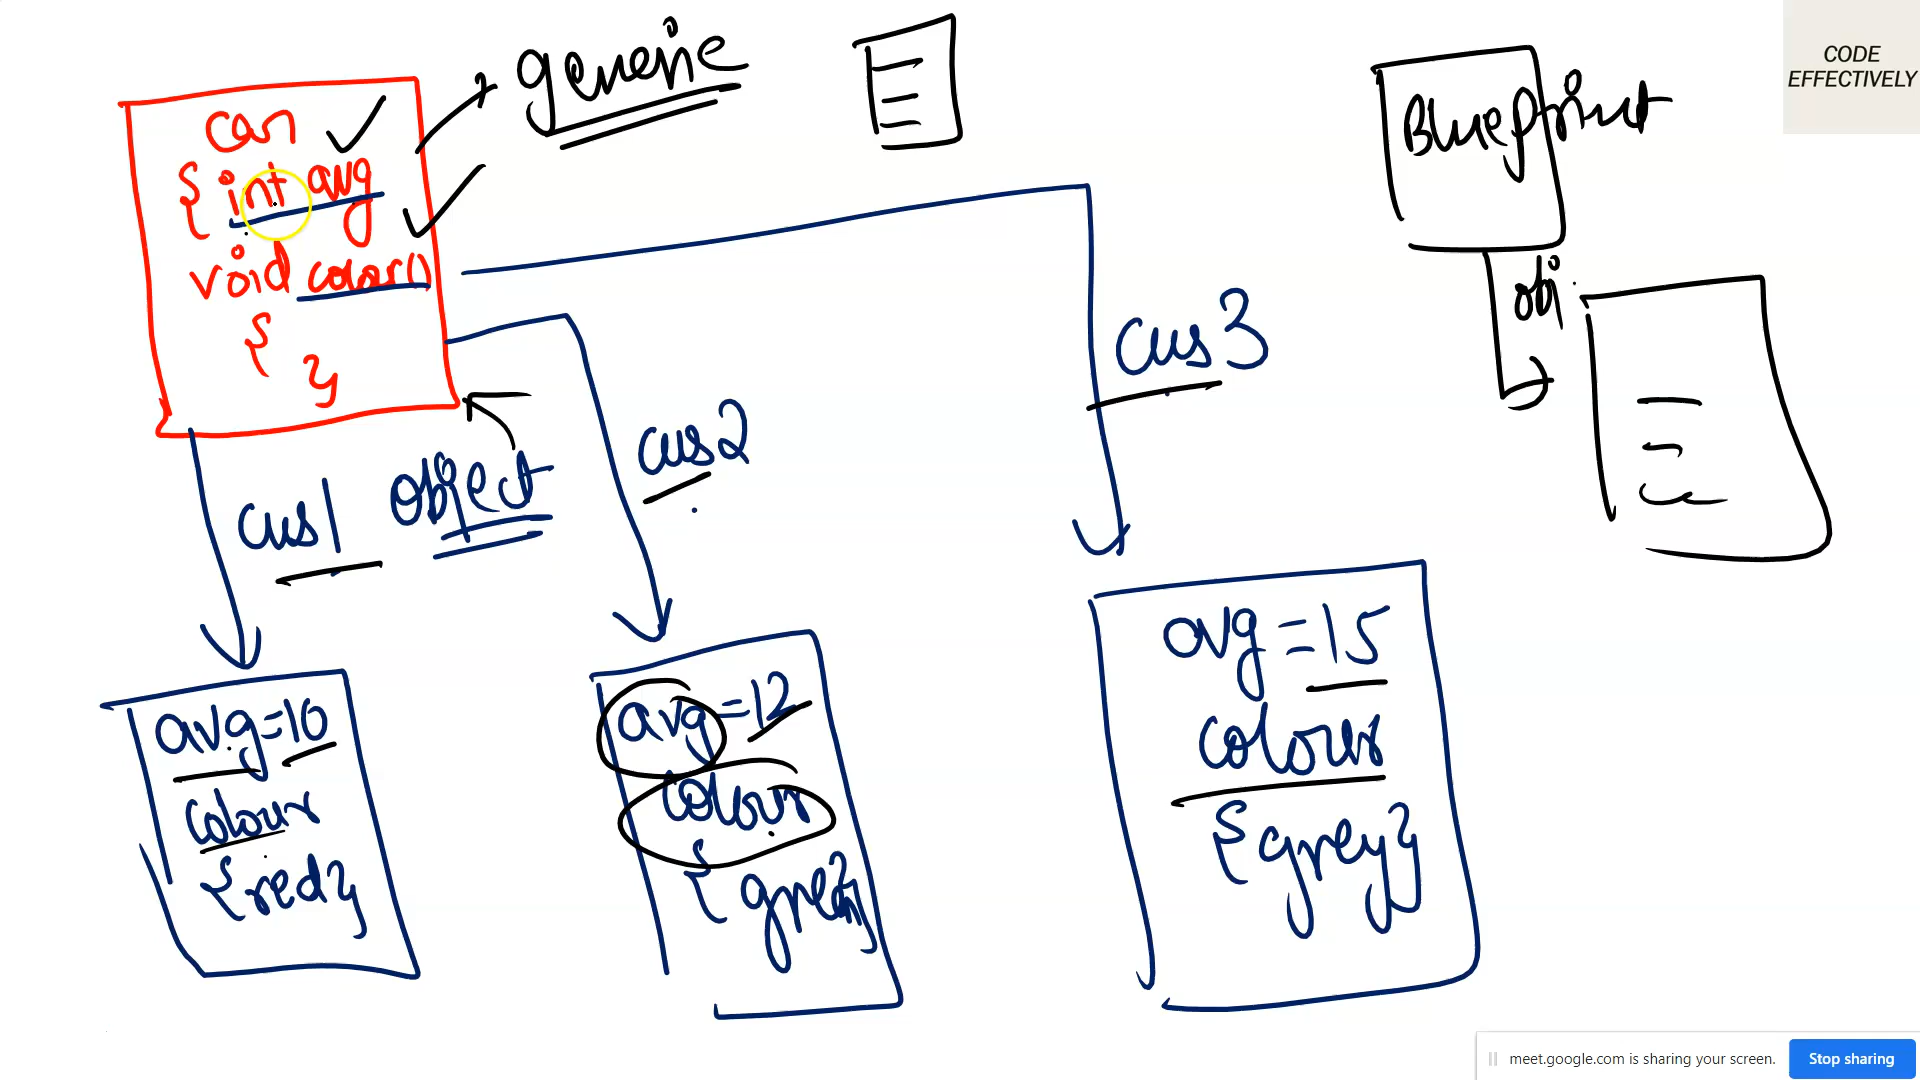 generic
CODE
EFFECTIVELY
Blueprint
car
{ int avg
void color()
{
}
obj
cus3
cus2
cus1 object
avg = 15
colour
{grey}
avg=10
colour
{red}
avg=12
colour
{ green}
meet.google.com is sharing your screen.
Stop sharing